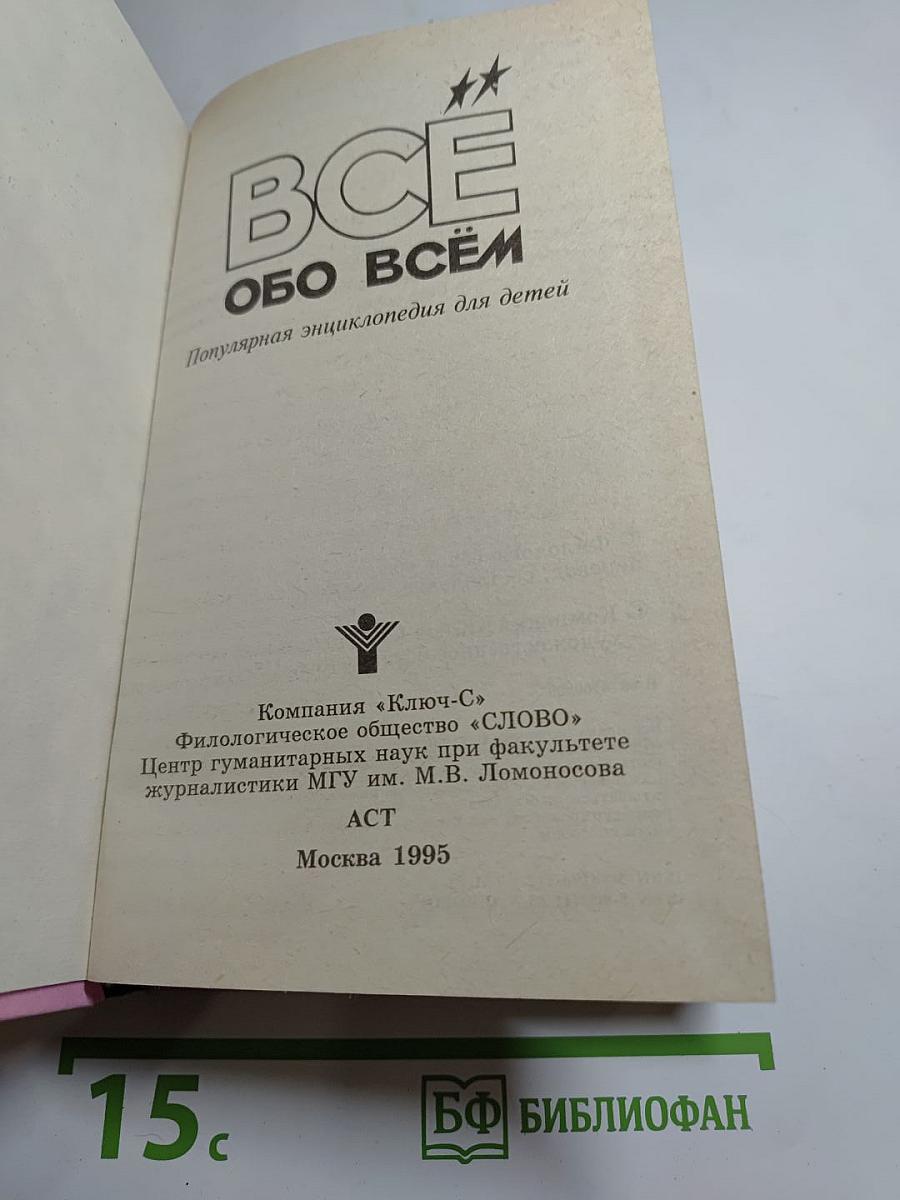 ВСЁ
ОБО ВСЁМ
Популярная энциклопедия для детей
Компания «Ключ-С»
Филологическое общество «СЛОВО»
Центр гуманитарных наук при факультете
журналистики МГУ им. М.В. Ломоносова
АСТ
Москва 1995
15 с
БФ БИБЛИОФАН